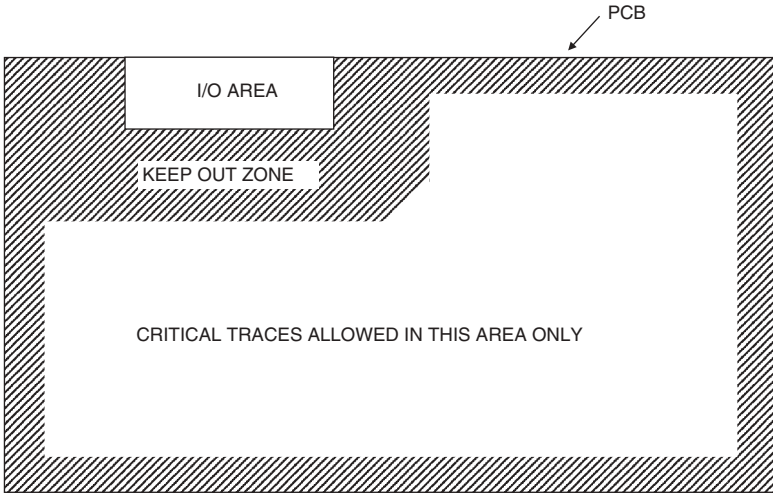 PCB
I/O AREA
KEEP OUT ZONE
CRITICAL TRACES ALLOWED IN THIS AREA ONLY